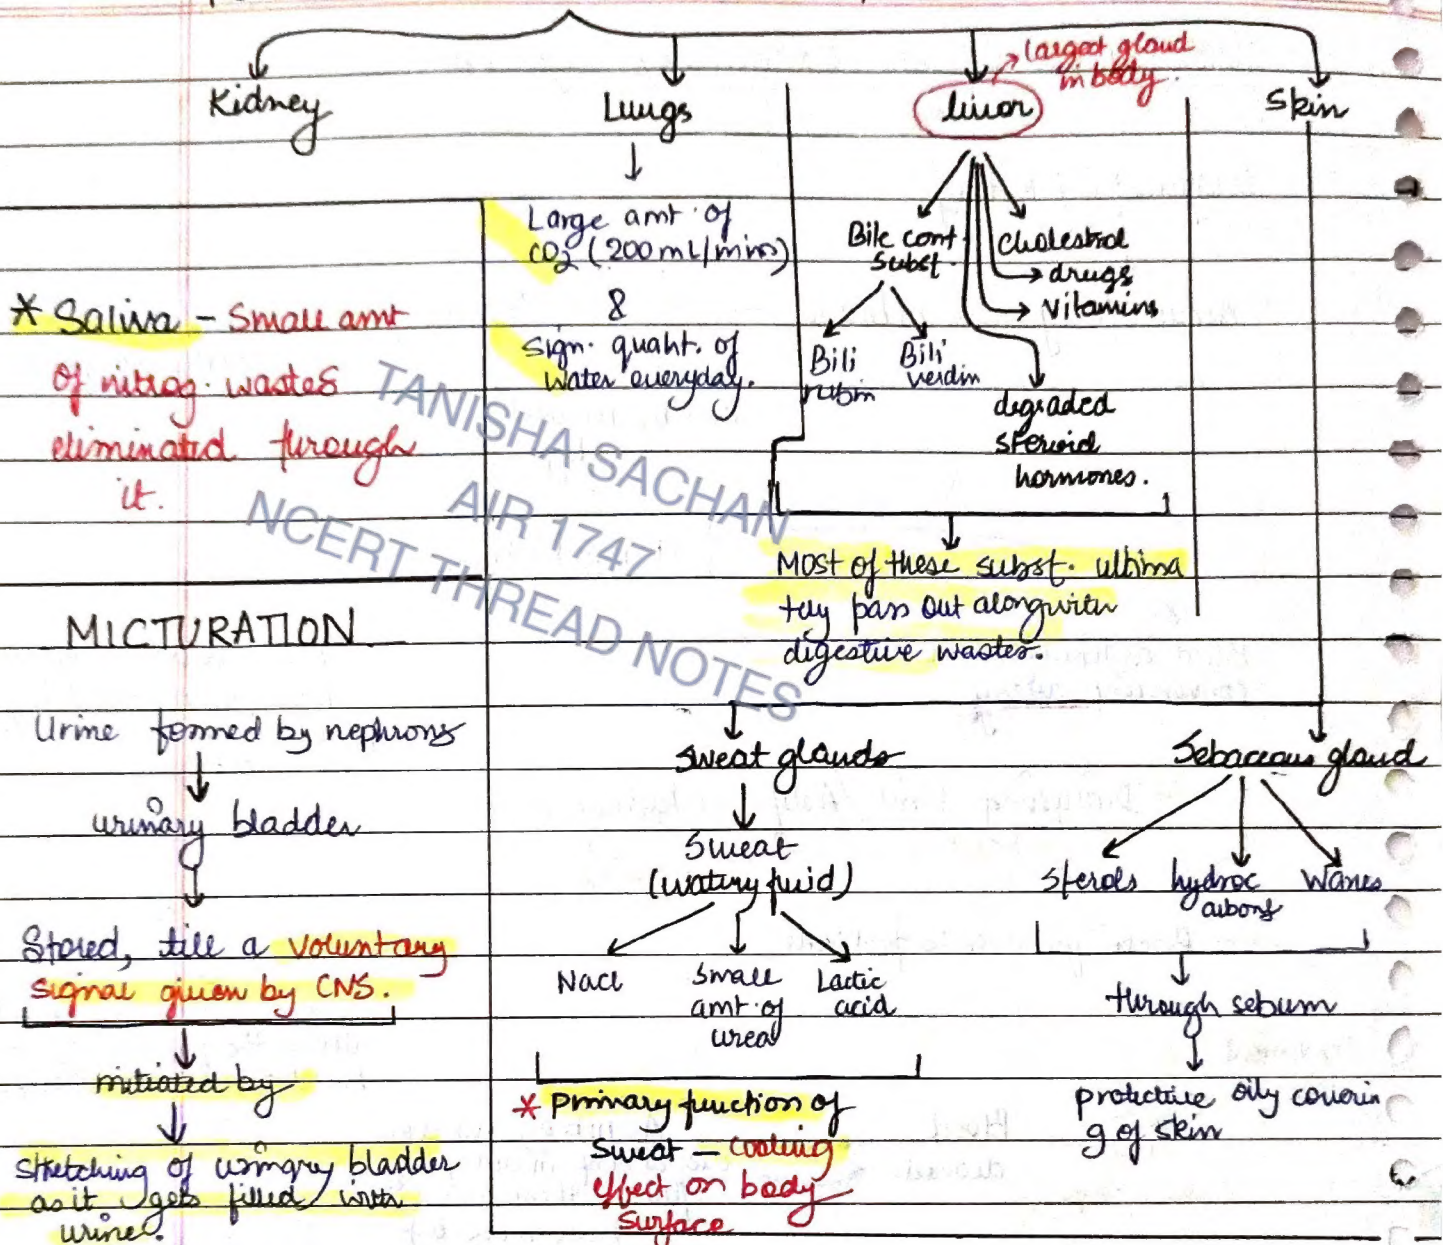 Kidney
Lungs
Liver
largest gland
in body.
Skin
Large amt. of
CO2 (200mL/mins)
&
Sign. quant. of
water everyday.
Bile cont.
Subst.
Bili
rubin
Bili
verdin
Cholestrol
drugs
Vitamins
degraded
steroid
hormones.
Most of these subst. ultima
tely pass out alongwith
digestive wastes.
* Saliva - Small amt
of nitrog. wastes
eliminated through
it.
TANISHA SACHAN
AIR 1747
NCERT THREAD NOTES
MICTURATION
Urine formed by nephrons
urinary bladder
Stored, till a voluntary
signal given by CNS.
initiated by
stretching of urinary bladder
as it gets filled with
urine.
Sweat glands
Sweat
(watery fluid)
NaCl
Small
amt. of
urea
Lactic
acid
* Primary function of
Sweat - cooling
effect on body
surface
Sebaceous gland
Sterols
hydroc
arbons
Waxes
through sebum
protective oily coverin
g of skin